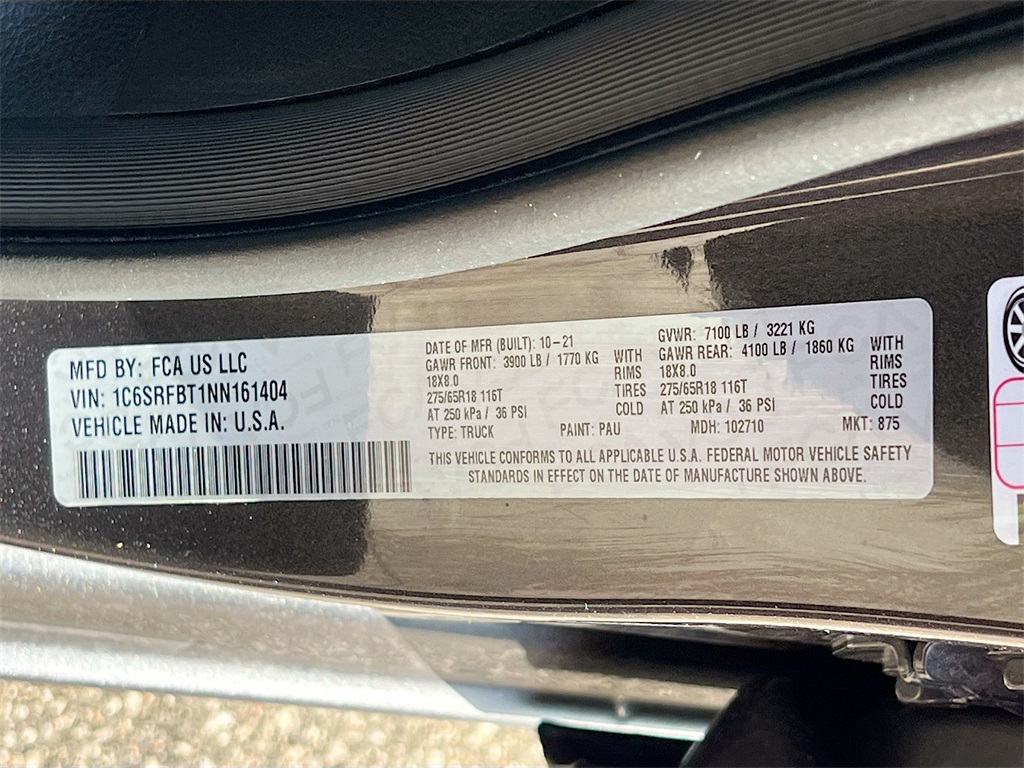 MFD BY: FCA US LLC
VIN: 1C6SRFBT1NN161404
VEHICLE MADE IN: U.S.A.
DATE OF MFR (BUILT): 10-21
GAWR FRONT: 3900 LB / 1770 KG WITH
18X8.0 RIMS
275/65R18 116T TIRES
AT 250 kPa / 36 PSI COLD
GVWR: 7100 LB / 3221 KG
GAWR REAR: 4100 LB / 1860 KG WITH
18X8.0 RIMS
275/65R18 116T TIRES
AT 250 kPa / 36 PSI COLD
TYPE: TRUCK PAINT: PAU MDH: 102710 MKT: 875
THIS VEHICLE CONFORMS TO ALL APPLICABLE U.S.A. FEDERAL MOTOR VEHICLE SAFETY
STANDARDS IN EFFECT ON THE DATE OF MANUFACTURE SHOWN ABOVE.